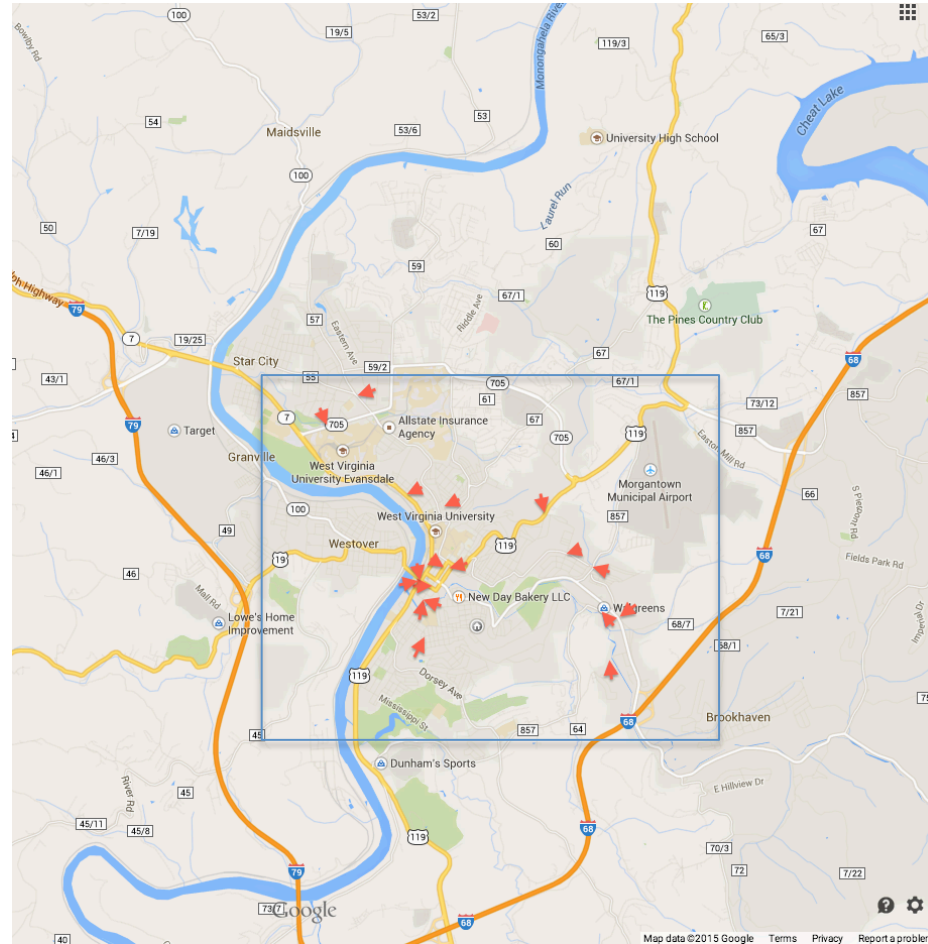 100
53/2
19/5
Monongahela River
119/3
65/3
Bowlby Rd
54
53
53/6
Maidsville
University High School
Cheat Lake
100
Laurel Run
50
7/19
60
67
59
67/1
119
Riddle Ave
79
57
Eastern Ave
The Pines Country Club
7
19/25
59/2
67
68
Star City
43/1
55
705
67/1
61
73/12
857
79
Target
7
705
Allstate Insurance
Agency
67
705
119
857
Easton Mill Rd
46/3
46/1
Granville
West Virginia
University Evansdale
Morgantown
Municipal Airport
66
S Pierpont Rd
100
West Virginia University
857
49
Westover
119
68
Fields Park Rd
19
46
Mall Rd
New Day Bakery LLC
7/21
Imperial Dr
Lowe's Home
Improvement
68/7
68/1
119
Dorsey Ave
75
Mississippi St
Brookhaven
45
857
64
68
Dunham's Sports
E Hillview Dr
River Rd
45
45/11
45/8
119
68
70/3
72
7/22
79
73/7
Google
68
40
Map data ©2015 Google
Terms
Privacy
Report a problem